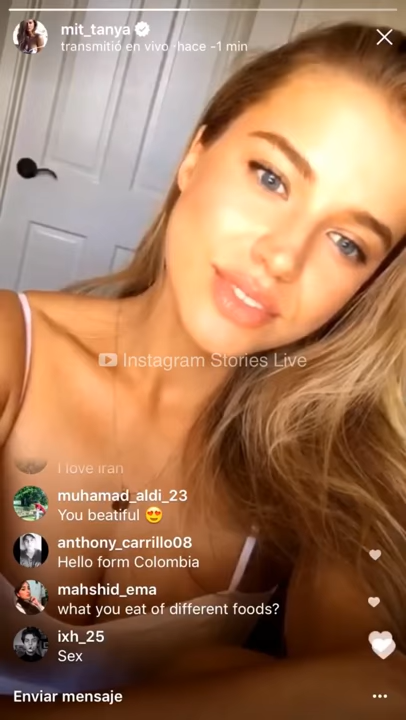 mit_tanya
transmitió en vivo · hace -1 min
Instagram Stories Live
I love iran
muhamad_aldi_23
You beatiful 😍
anthony_carrillo08
Hello form Colombia
mahshid_ema
what you eat of different foods?
ixh_25
Sex
Enviar mensaje